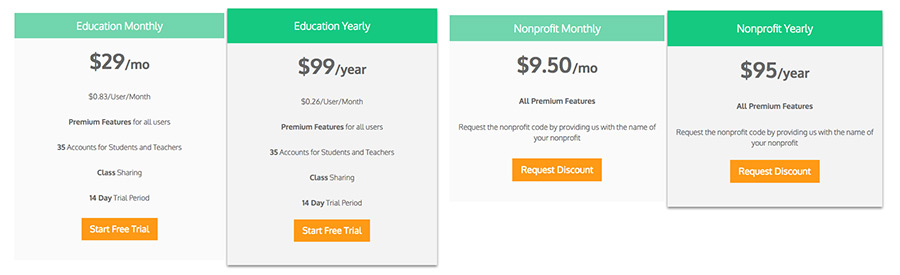 Education Monthly
$29/mo
$0.83/User/Month
Premium Features for all users
35 Accounts for Students and Teachers
Class Sharing
14 Day Trial Period
Start Free Trial
Education Yearly
$99/year
$0.26/User/Month
Premium Features for all users
35 Accounts for Students and Teachers
Class Sharing
14 Day Trial Period
Start Free Trial
Nonprofit Monthly
$9.50/mo
All Premium Features
Request the nonprofit code by providing us with the name of
your nonprofit
Request Discount
Nonprofit Yearly
$95/year
All Premium Features
Request the nonprofit code by providing us with the name of
your nonprofit
Request Discount